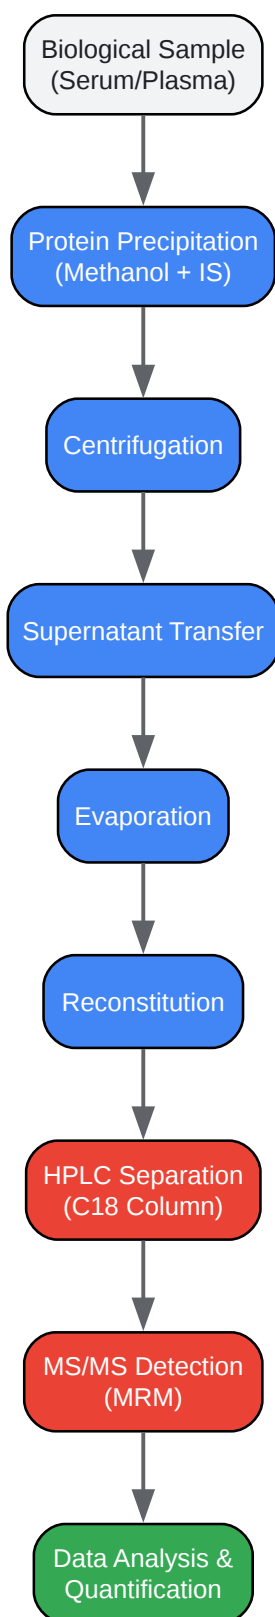 Biological Sample
(Serum/Plasma)
Protein Precipitation
(Methanol + IS)
Centrifugation
Supernatant Transfer
Evaporation
Reconstitution
HPLC Separation
(C18 Column)
MS/MS Detection
(MRM)
Data Analysis &
Quantification